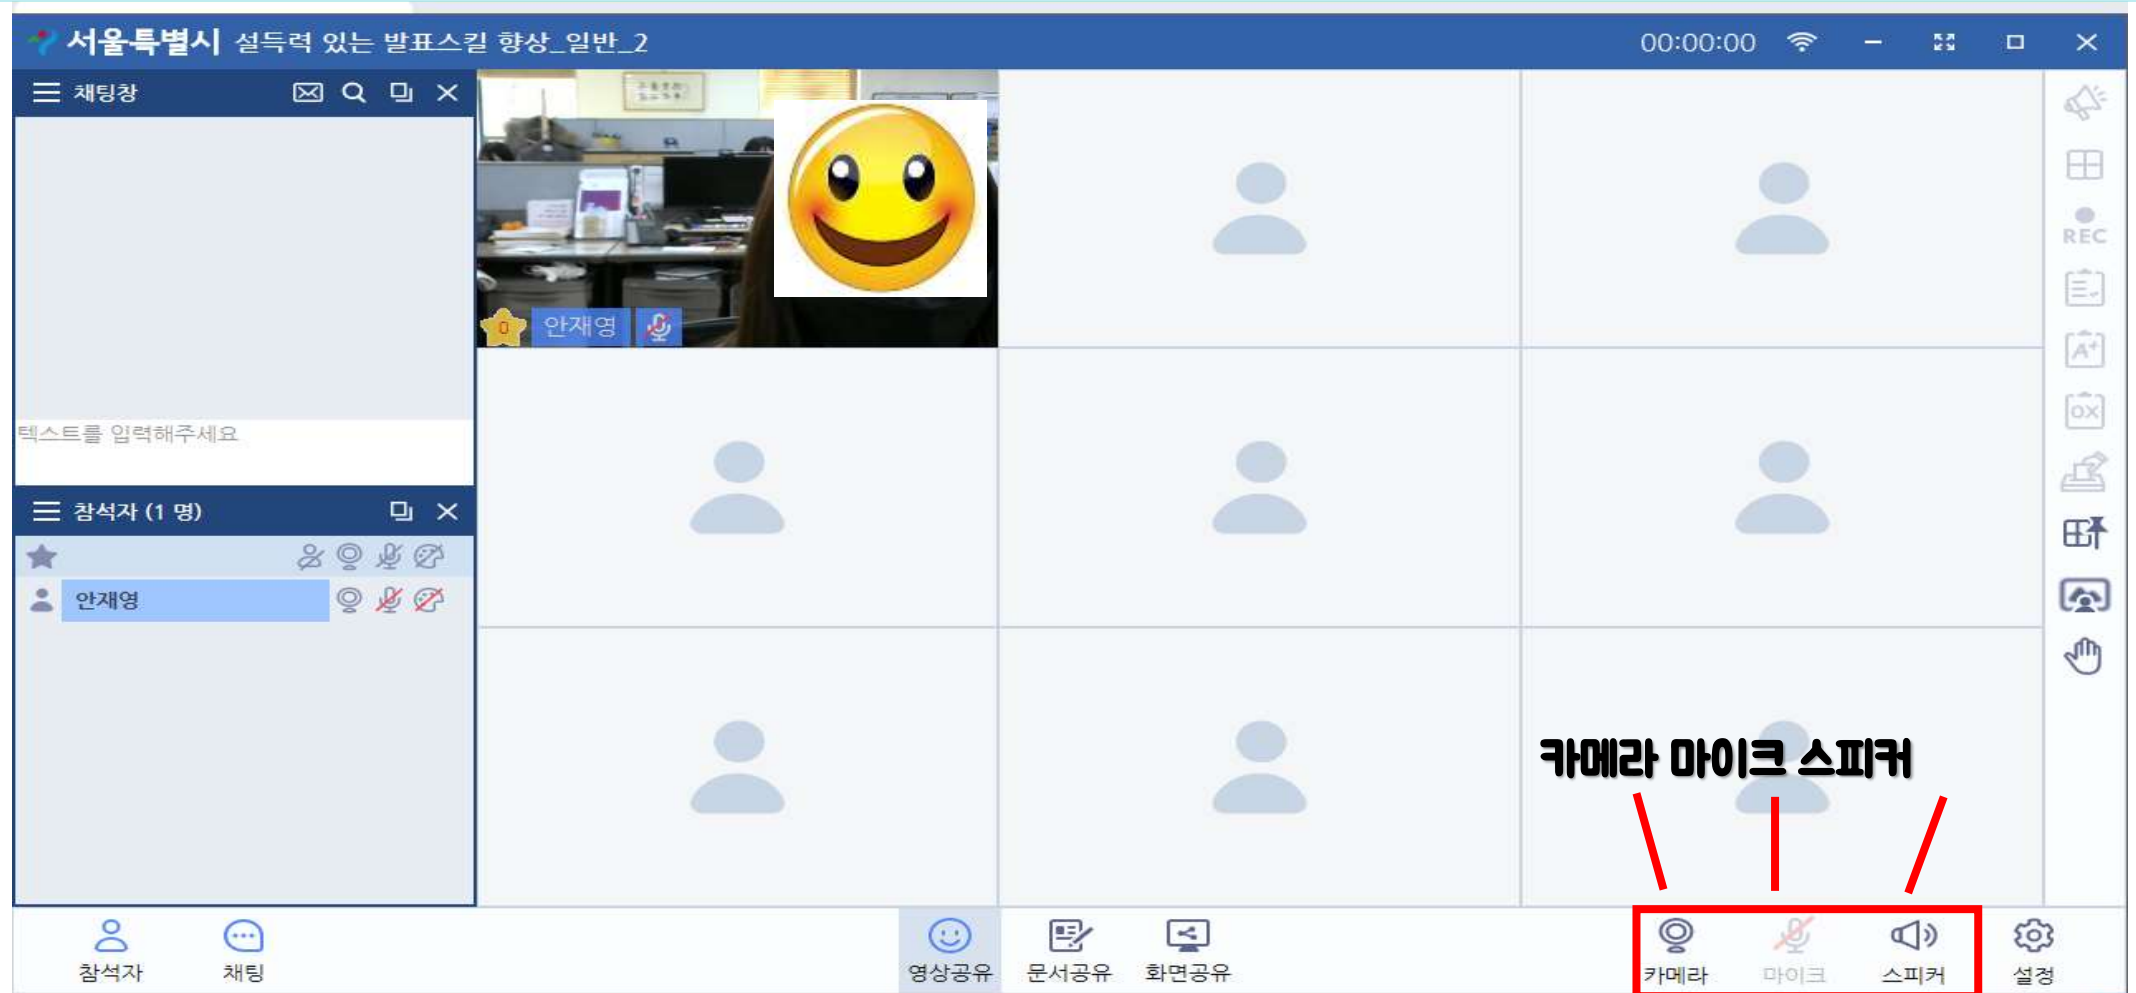 서울특별시 설득력 있는 발표스킬 향상_일반_2
00:00:00
채팅창
텍스트를 입력해주세요
참석자 (1 명)
안재영
0 안재영
REC
A+
OX
카메라 마이크 스피커
참석자
채팅
영상공유
문서공유
화면공유
카메라
마이크
스피커
설정